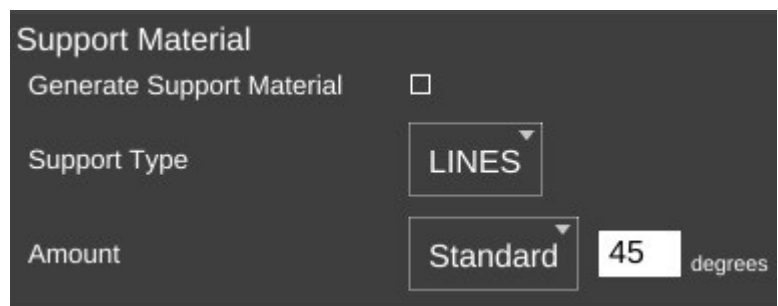 Support Material
Generate Support Material
Support Type LINES
Amount Standard 45 degrees